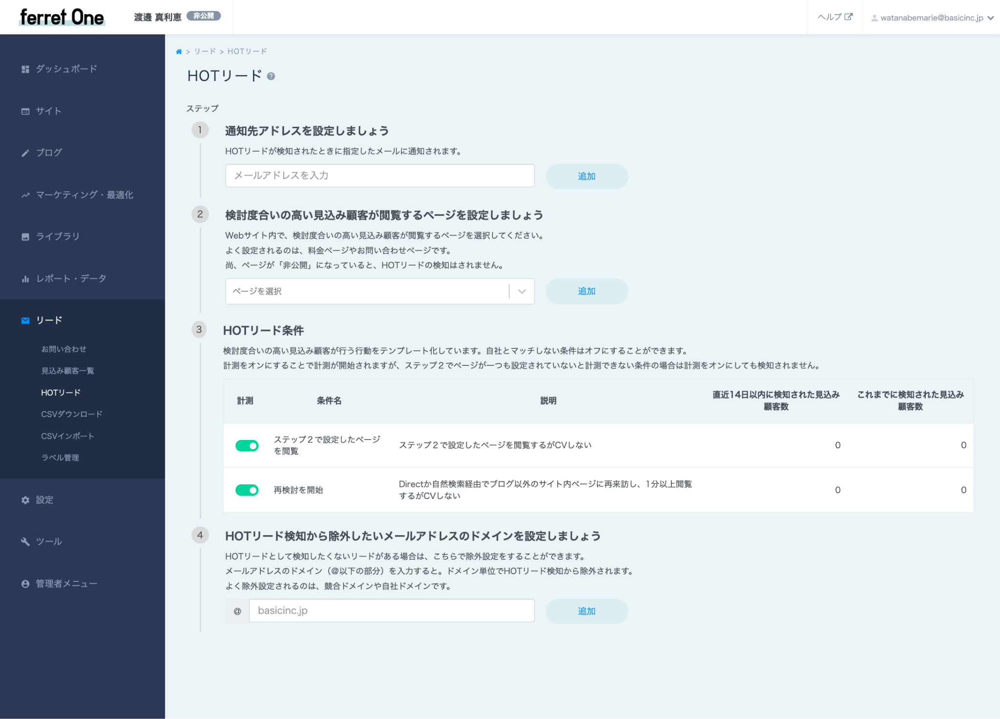 ferret One
渡邊 真利恵 非公開
ヘルプ
watanabemarie@basicinc.jp
ダッシュボード
サイト
ブログ
マーケティング・最適化
ライブラリ
レポート・データ
リード
お問い合わせ
見込み顧客一覧
HOTリード
CSVダウンロード
CSVインポート
ラベル管理
設定
ツール
管理者メニュー
> リード > HOTリード
HOTリード ?
ステップ
1 通知先アドレスを設定しましょう
HOTリードが検知されたときに指定したメールに通知されます。
メールアドレスを入力 追加
2 検討度合いの高い見込み顧客が閲覧するページを設定しましょう
Webサイト内で、検討度合いの高い見込み顧客が閲覧するページを選択してください。
よく設定されるのは、料金ページやお問い合わせページです。
尚、ページが「非公開」になっていると、HOTリードの検知はされません。
ページを選択 追加
3 HOTリード条件
検討度合いの高い見込み顧客が行う行動をテンプレート化しています。自社とマッチしない条件はオフにすることができます。
計測をオンにすることで計測が開始されますが、ステップ２でページが一つも設定されていないと計測できない条件の場合は計測をオンにしても検知されません。
計測 条件名 説明 直近14日以内に検知された見込み これまでに検知された見込み
顧客数 顧客数
ステップ２で設定したページ
を閲覧 ステップ２で設定したページを閲覧するがCVしない 0 0
再検討を開始 Directか自然検索経由でブログ以外のサイト内ページに再来訪し、1分以上閲覧 0 0
するがCVしない
4 HOTリード検知から除外したいメールアドレスのドメインを設定しましょう
HOTリードとして検知したくないリードがある場合は、こちらで除外設定をすることができます。
メールアドレスのドメイン（@以下の部分）を入力すると。ドメイン単位でHOTリード検知から除外されます。
よく除外設定されるのは、競合ドメインや自社ドメインです。
@ basicinc.jp 追加